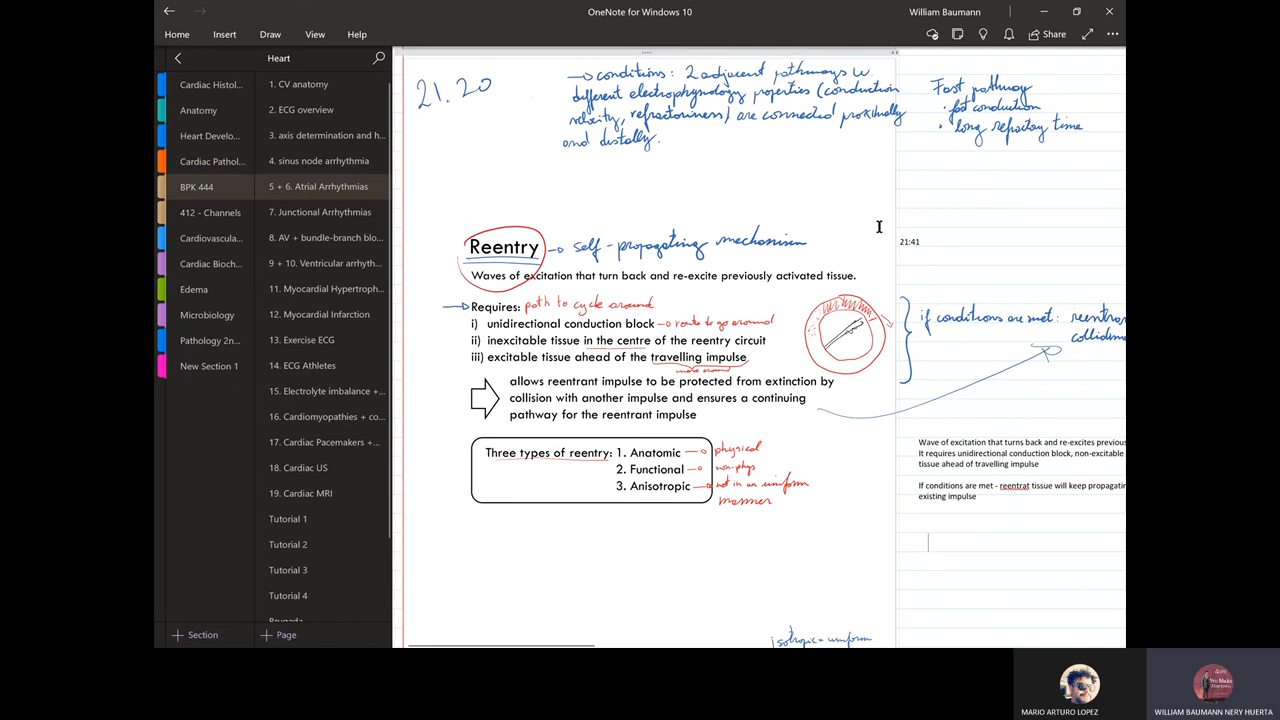 OneNote for Windows 10
William Baumann
Home Insert Draw View Help
Share
Heart
Cardiac Histol...
Anatomy
Heart Develo...
Cardiac Pathol...
BPK 444
412 - Channels
Cardiovascula...
Cardiac Bioch...
Edema
Microbiology
Pathology 2n...
New Section 1
Section
1. CV anatomy
2. ECG overview
3. axis determination and h...
4. sinus node arrhythmia
5 + 6. Atrial Arrhythmias
7. Junctional Arrhythmias
8. AV + bundle-branch blo...
9 + 10. Ventricular arryth...
11. Myocardial Hypertroph...
12. Myocardial Infarction
13. Exercise ECG
14. ECG Athletes
15. Electrolyte imbalance +...
16. Cardiomyopathies + co...
17. Cardiac Pacemakers +...
18. Cardiac US
19. Cardiac MRI
Tutorial 1
Tutorial 2
Tutorial 3
Tutorial 4
Brugada
Page
21.20
→ conditions: 2 adjacent pathways w.
different electrophynology properties (conduction
velocity, refractoriness) are connected proximally
and distally.
Fast pathway
• fast conduction
• long refractory time
Reentry → self-propagating mechanism
Waves of excitation that turn back and re-excite previously activated tissue.
21:41
Requires: path to cycle around
i) unidirectional conduction block → route to go around
ii) inexcitable tissue in the centre of the reentry circuit
iii) excitable tissue ahead of the travelling impulse
move around
allows reentrant impulse to be protected from extinction by
collision with another impulse and ensures a continuing
pathway for the reentrant impulse
if conditions are met: reentran
Three types of reentry: 1. Anatomic → physical
2. Functional → non-phys
3. Anisotropic → not in an uniform
manner
Wave of excitation that turns back and re-excites previous
It requires unidirectional conduction block, non-excitable
tissue ahead of travelling impulse
If conditions are met - reentrat tissue will keep propagatin
existing impulse
isotropic = uniform
MARIO ARTURO LOPEZ
WILLIAM BAUMANN NERY HUERTA